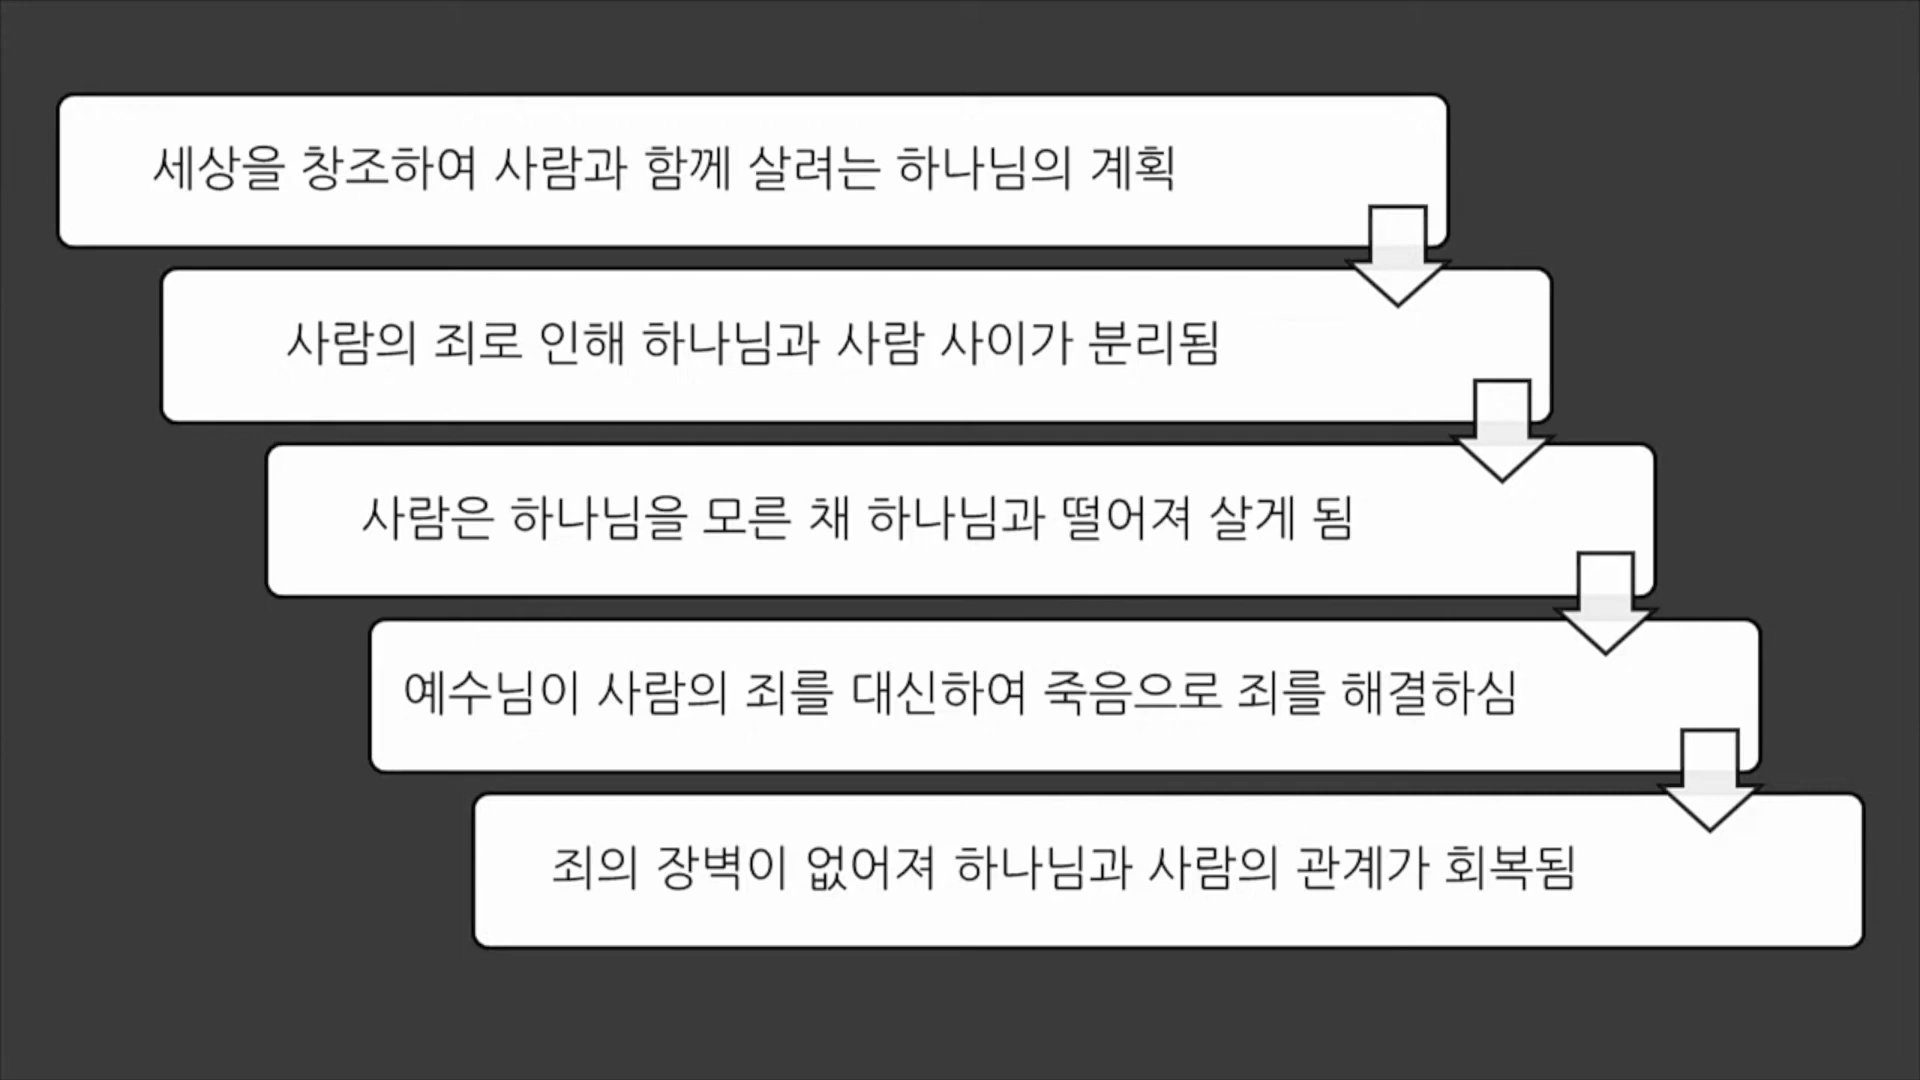 세상을 창조하여 사람과 함께 살려는 하나님의 계획
사람의 죄로 인해 하나님과 사람 사이가 분리됨
사람은 하나님을 모른 채 하나님과 떨어져 살게 됨
예수님이 사람의 죄를 대신하여 죽음으로 죄를 해결하심
죄의 장벽이 없어져 하나님과 사람의 관계가 회복됨